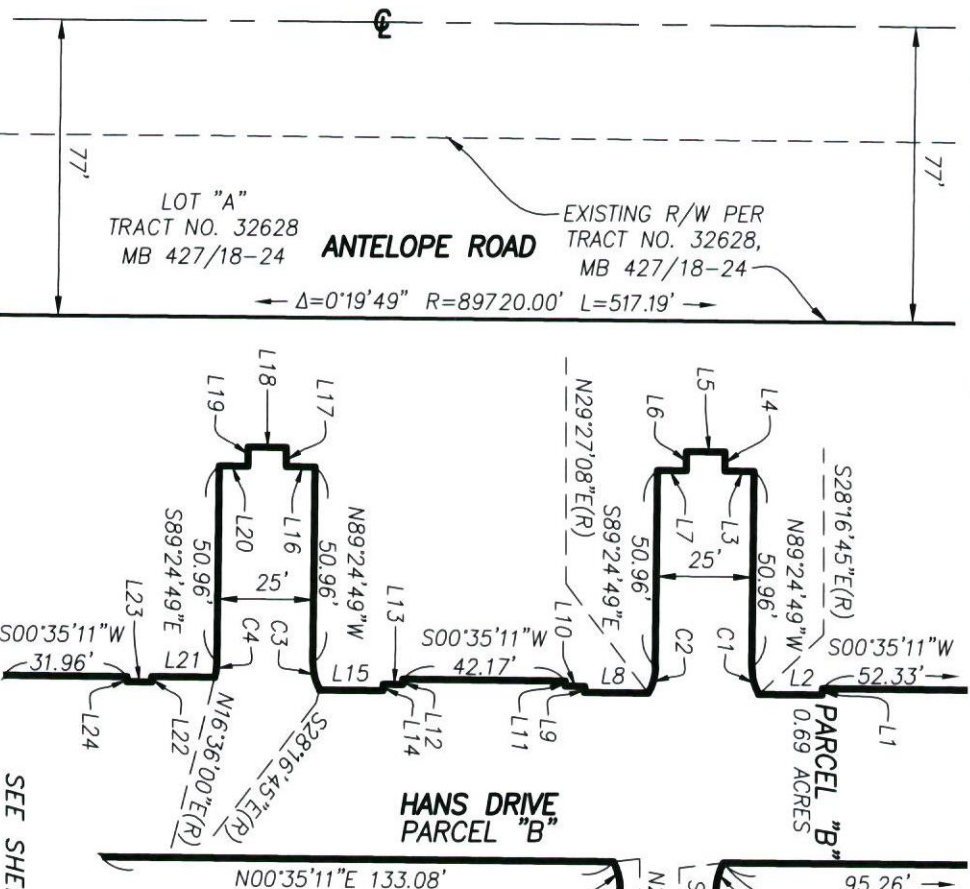 ℄
77'
77'
LOT "A"
TRACT NO. 32628
MB 427/18-24
ANTELOPE ROAD
EXISTING R/W PER
TRACT NO. 32628,
MB 427/18-24
Δ=0°19'49" R=89720.00' L=517.19'
L19
L18
L17
L20
L16
S89°24'49"E
50.96'
25'
N89°24'49"W
50.96'
C4
C3
N29°27'08"E(R)
L6
L5
L4
L7
L3
S89°24'49"E
50.96'
25'
N89°24'49"W
50.96'
C2
C1
S28°16'45"E(R)
S00°35'11"W
31.96'
L23
L21
L24
L22
N16°36'00"E(R)
S28°16'45"E(R)
L15
L13
L14
L12
S00°35'11"W
42.17'
L10
L11
L9
L8
L2
L1
S00°35'11"W
52.33'
PARCEL "B"
0.69 ACRES
HANS DRIVE
PARCEL "B"
N00°35'11"E 133.08'
95.26'
SEE SHE
N
S